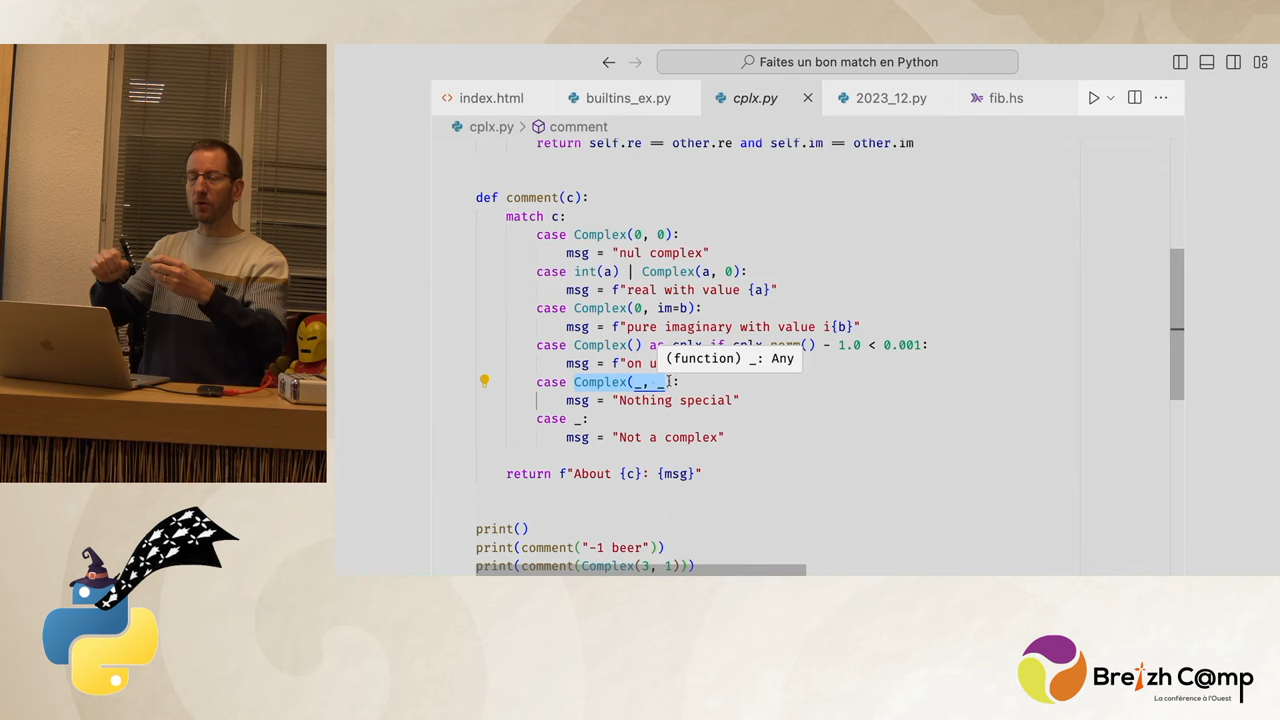 Faites un bon match en Python
index.html
builtins_ex.py
cplx.py
2023_12.py
fib.hs
cplx.py > comment
return self.re == other.re and self.im == other.im
def comment(c):
match c:
case Complex(0, 0):
msg = "nul complex"
case int(a) | Complex(a, 0):
msg = f"real with value {a}"
case Complex(0, im=b):
msg = f"pure imaginary with value i{b}"
case Complex() as cplx if cplx.norm() - 1.0 < 0.001:
(function) _: Any
msg = f"on u
case Complex(_, _):
msg = "Nothing special"
case _:
msg = "Not a complex"
return f"About {c}: {msg}"
print()
print(comment("-1 beer"))
print(comment(Complex(3, 1)))
Breizh C@mp
La conférence à l'Ouest